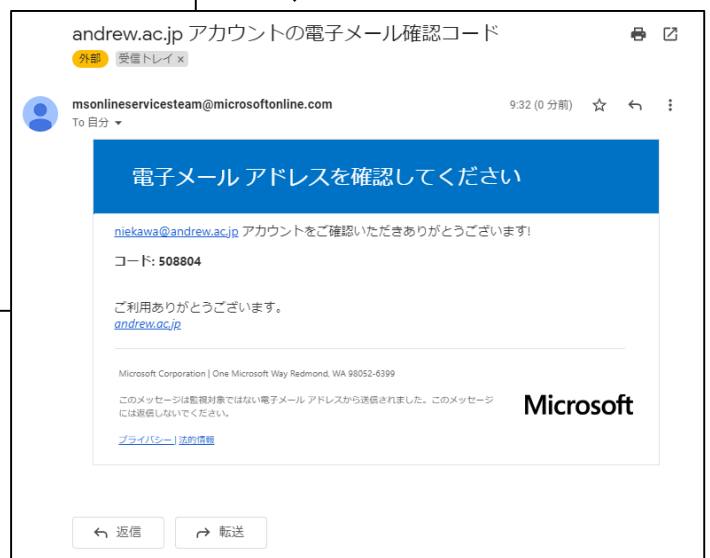 andrew.ac.jp アカウントの電子メール確認コード
外部 受信トレイ ×
msonlineservicesteam@microsoftonline.com 9:32 (0 分前)
To 自分
電子メール アドレスを確認してください
niekawa@andrew.ac.jp アカウントをご確認いただきありがとうございます!
コード: 508804
ご利用ありがとうございます。
andrew.ac.jp
Microsoft Corporation | One Microsoft Way Redmond, WA 98052-6399
このメッセージは監視対象ではない電子メール アドレスから送信されました。このメッセージ
には返信しないでください。
Microsoft
プライバシー | 法的情報
返信 転送